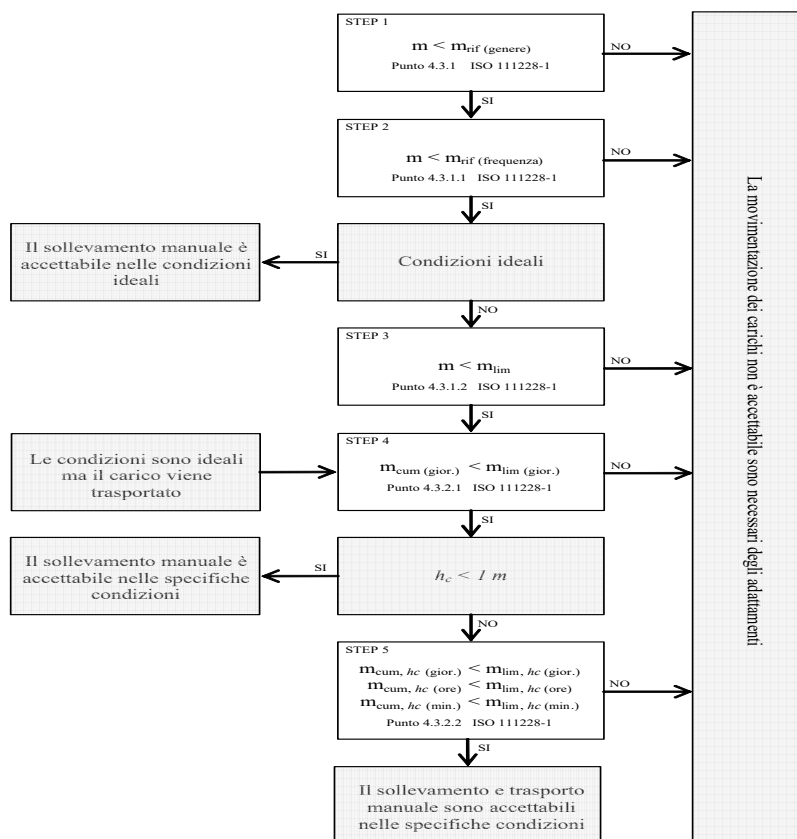 STEP 1
m < mrif (genere)
Punto 4.3.1 ISO 111228-1
NO
SI
STEP 2
m < mrif (frequenza)
Punto 4.3.1.1 ISO 111228-1
NO
SI
Il sollevamento manuale è
accettabile nelle condizioni
ideali
SI
Condizioni ideali
NO
STEP 3
m < mlim
Punto 4.3.1.2 ISO 111228-1
NO
SI
Le condizioni sono ideali
ma il carico viene
trasportato
STEP 4
mcum (gior.) < mlim (gior.)
Punto 4.3.2.1 ISO 111228-1
NO
SI
Il sollevamento manuale è
accettabile nelle specifiche
condizioni
SI
hc < 1 m
NO
STEP 5
mcum, hc (gior.) < mlim, hc (gior.)
mcum, hc (ore) < mlim, hc (ore)
mcum, hc (min.) < mlim, hc (min.)
Punto 4.3.2.2 ISO 111228-1
NO
SI
Il sollevamento e trasporto
manuale sono accettabili
nelle specifiche condizioni
La movimentazione dei carichi non è accettabile sono necessari degli adattamenti